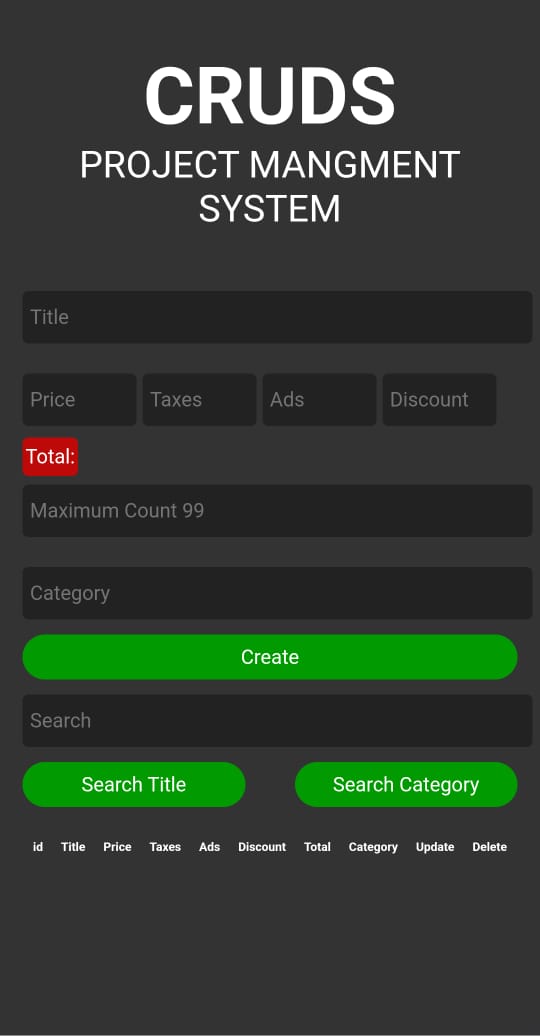 CRUDS
PROJECT MANGMENT
SYSTEM
Title
Price Taxes Ads Discount
Total:
Maximum Count 99
Category
Create
Search
Search Title Search Category
id Title Price Taxes Ads Discount Total Category Update Delete